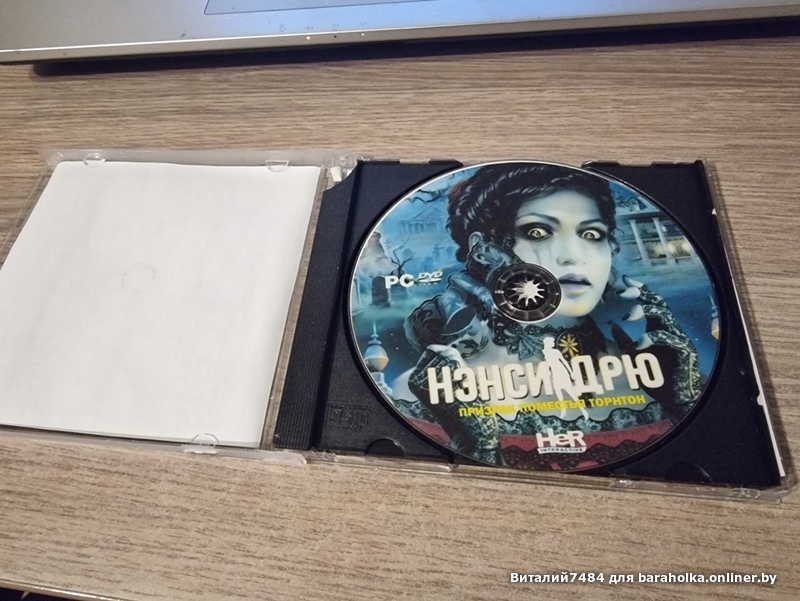 PC DVD
НЭНСИ ДРЮ
ПРИЗРАК ПОМЕСТЬЯ ТОРНТОН
HeR
INTERACTIVE
Виталий7484 для baraholka.onliner.by